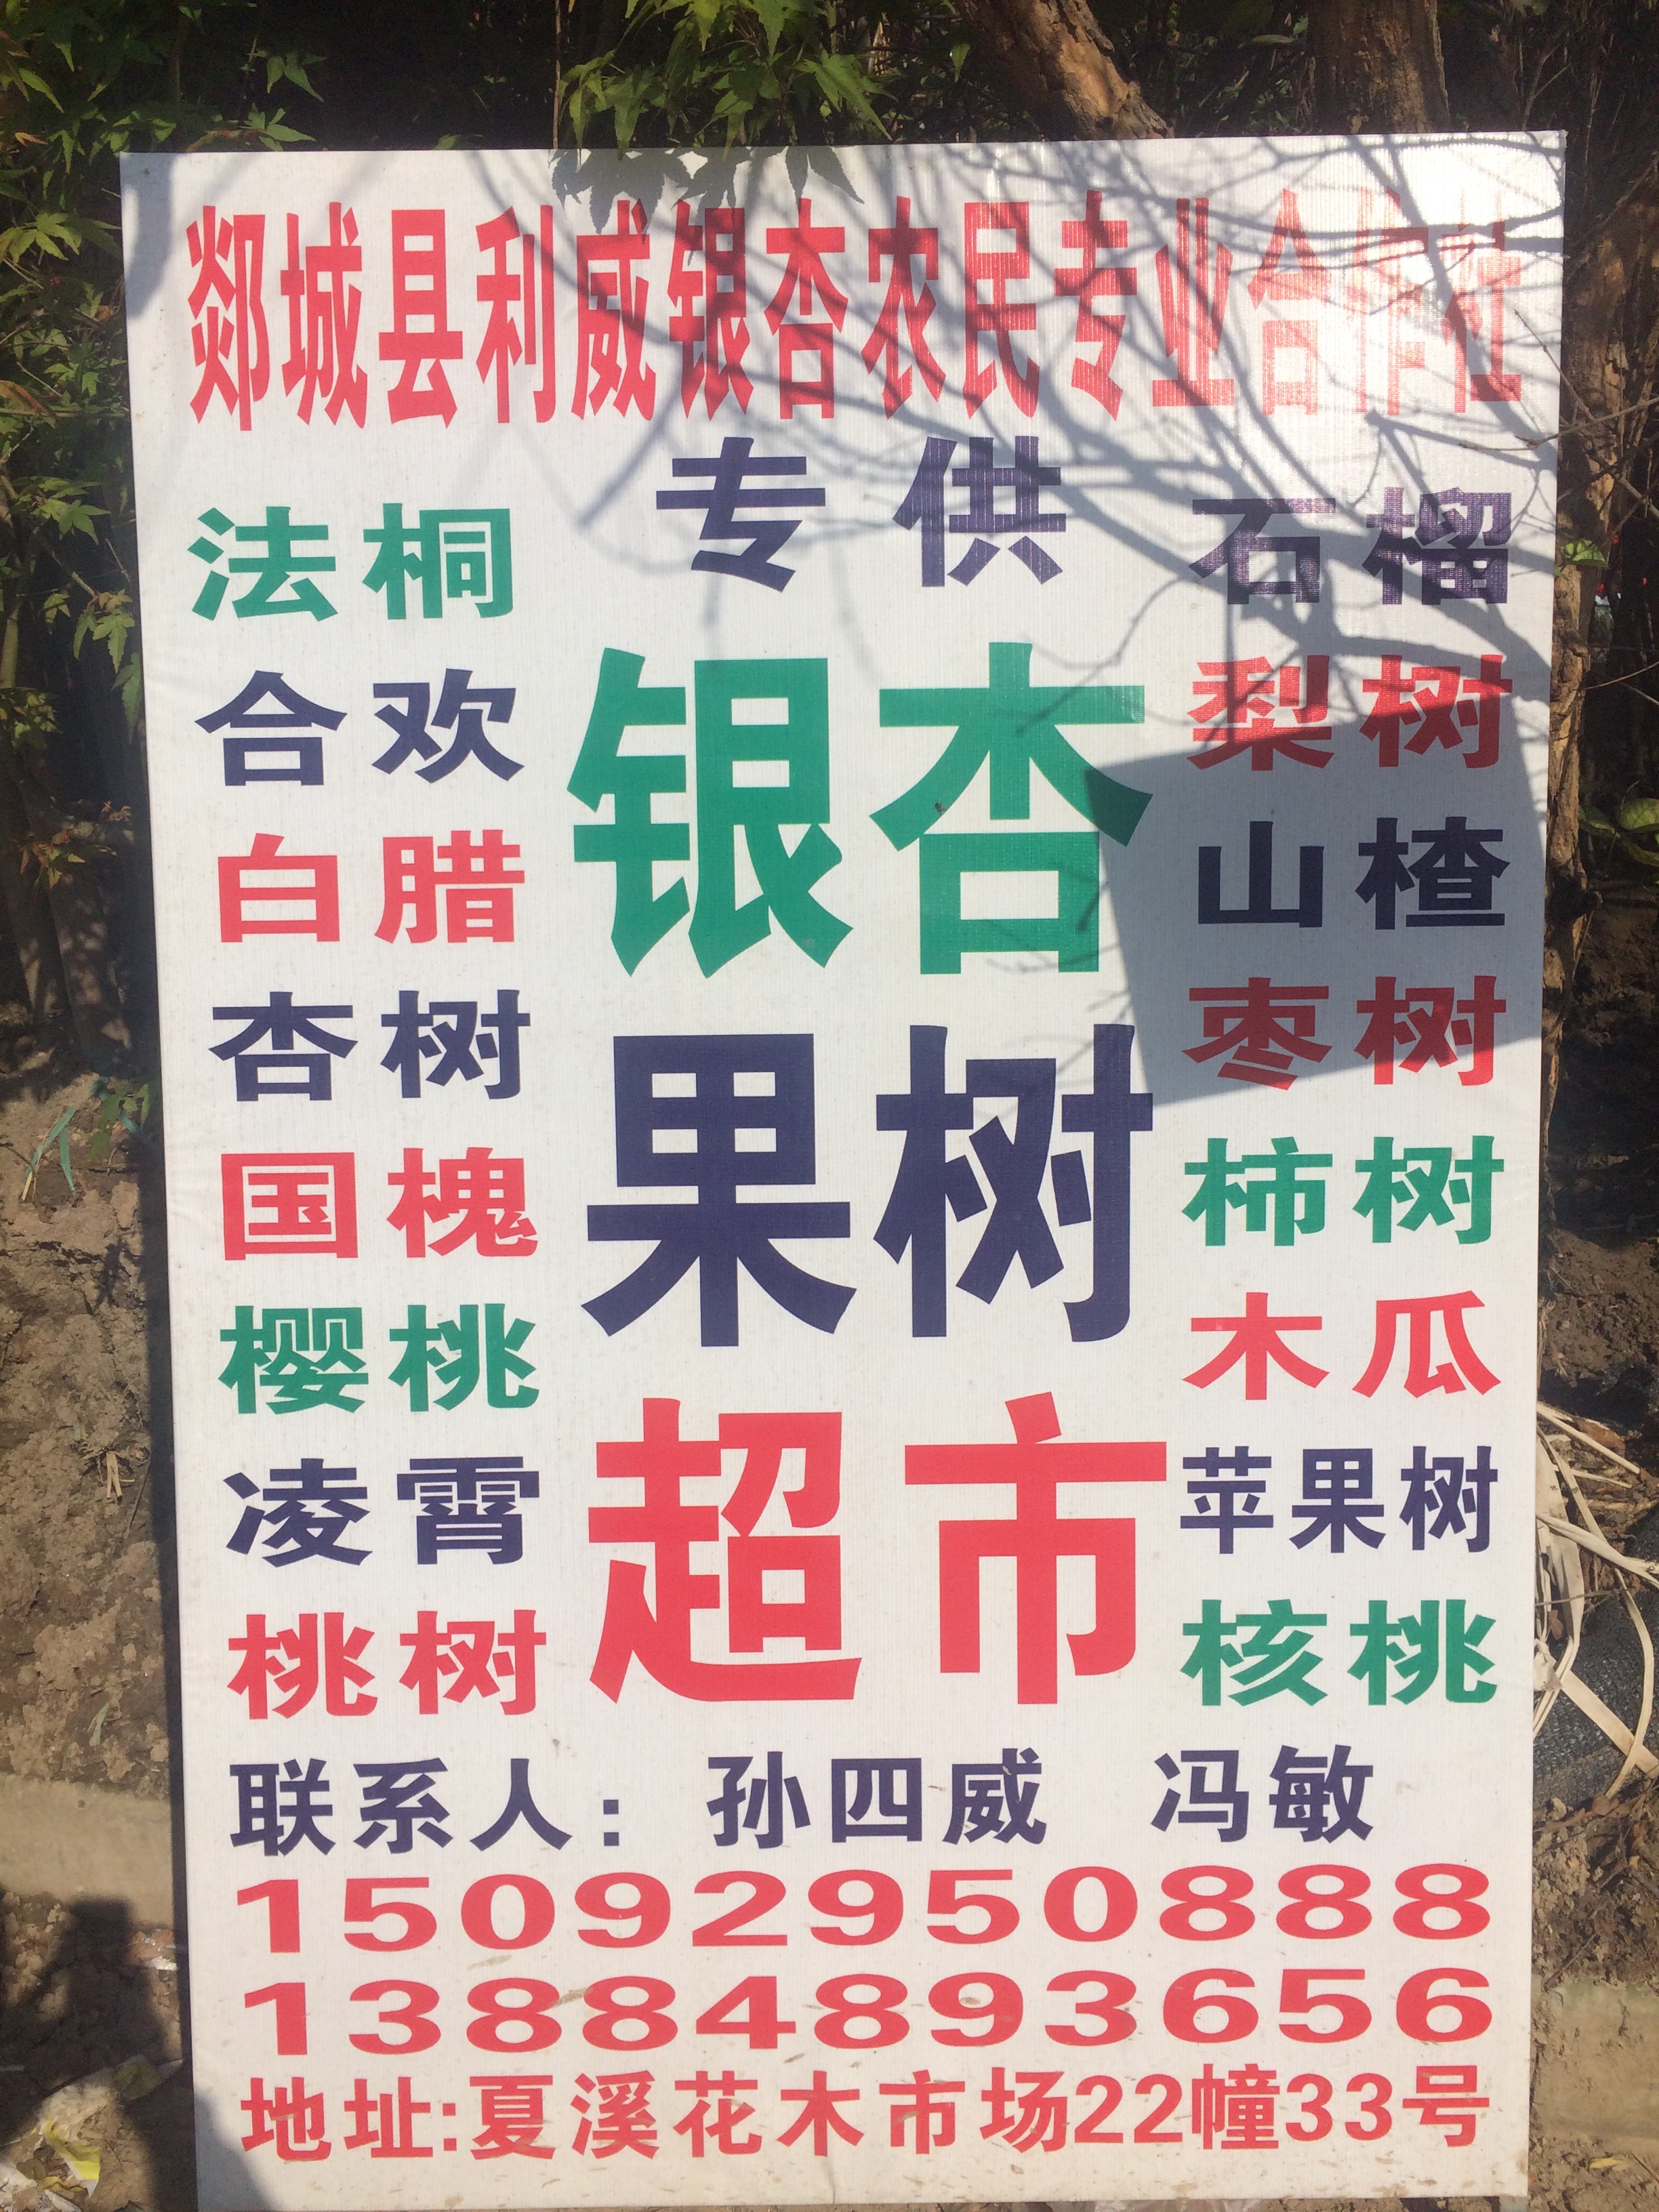 郯城县利威银杏农民专业合作社
专供
银杏
果树
超市
法桐
合欢
白腊
杏树
国槐
樱桃
凌霄
桃树
石榴
梨树
山楂
枣树
柿树
木瓜
苹果树
核桃
联系人：孙四威 冯敏
15092950888
13884893656
地址:夏溪花木市场22幢33号